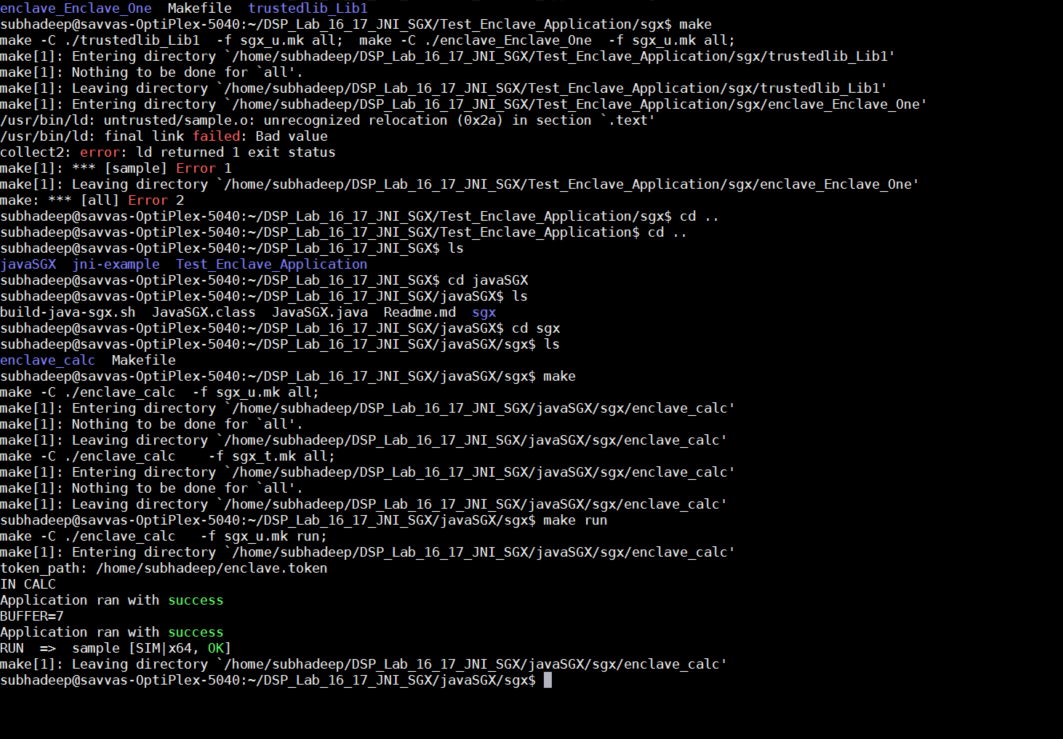 enclave_Enclave_One  Makefile  trustedlib_Lib1
subhadeep@savvas-OptiPlex-5040:~/DSP_Lab_16_17_JNI_SGX/Test_Enclave_Application/sgx$ make
make -C ./trustedlib_Lib1  -f sgx_u.mk all;  make -C ./enclave_Enclave_One  -f sgx_u.mk all;
make[1]: Entering directory `/home/subhadeep/DSP_Lab_16_17_JNI_SGX/Test_Enclave_Application/sgx/trustedlib_Lib1'
make[1]: Nothing to be done for `all'.
make[1]: Leaving directory `/home/subhadeep/DSP_Lab_16_17_JNI_SGX/Test_Enclave_Application/sgx/trustedlib_Lib1'
make[1]: Entering directory `/home/subhadeep/DSP_Lab_16_17_JNI_SGX/Test_Enclave_Application/sgx/enclave_Enclave_One'
/usr/bin/ld: untrusted/sample.o: unrecognized relocation (0x2a) in section `.text'
/usr/bin/ld: final link failed: Bad value
collect2: error: ld returned 1 exit status
make[1]: *** [sample] Error 1
make[1]: Leaving directory `/home/subhadeep/DSP_Lab_16_17_JNI_SGX/Test_Enclave_Application/sgx/enclave_Enclave_One'
make: *** [all] Error 2
subhadeep@savvas-OptiPlex-5040:~/DSP_Lab_16_17_JNI_SGX/Test_Enclave_Application/sgx$ cd ..
subhadeep@savvas-OptiPlex-5040:~/DSP_Lab_16_17_JNI_SGX/Test_Enclave_Application$ cd ..
subhadeep@savvas-OptiPlex-5040:~/DSP_Lab_16_17_JNI_SGX$ ls
javaSGX  jni-example  Test_Enclave_Application
subhadeep@savvas-OptiPlex-5040:~/DSP_Lab_16_17_JNI_SGX$ cd javaSGX
subhadeep@savvas-OptiPlex-5040:~/DSP_Lab_16_17_JNI_SGX/javaSGX$ ls
build-java-sgx.sh  JavaSGX.class  JavaSGX.java  Readme.md  sgx
subhadeep@savvas-OptiPlex-5040:~/DSP_Lab_16_17_JNI_SGX/javaSGX$ cd sgx
subhadeep@savvas-OptiPlex-5040:~/DSP_Lab_16_17_JNI_SGX/javaSGX/sgx$ ls
enclave_calc  Makefile
subhadeep@savvas-OptiPlex-5040:~/DSP_Lab_16_17_JNI_SGX/javaSGX/sgx$ make
make -C ./enclave_calc  -f sgx_u.mk all;
make[1]: Entering directory `/home/subhadeep/DSP_Lab_16_17_JNI_SGX/javaSGX/sgx/enclave_calc'
make[1]: Nothing to be done for `all'.
make[1]: Leaving directory `/home/subhadeep/DSP_Lab_16_17_JNI_SGX/javaSGX/sgx/enclave_calc'
make -C ./enclave_calc    -f sgx_t.mk all;
make[1]: Entering directory `/home/subhadeep/DSP_Lab_16_17_JNI_SGX/javaSGX/sgx/enclave_calc'
make[1]: Nothing to be done for `all'.
make[1]: Leaving directory `/home/subhadeep/DSP_Lab_16_17_JNI_SGX/javaSGX/sgx/enclave_calc'
subhadeep@savvas-OptiPlex-5040:~/DSP_Lab_16_17_JNI_SGX/javaSGX/sgx$ make run
make -C ./enclave_calc   -f sgx_u.mk run;
make[1]: Entering directory `/home/subhadeep/DSP_Lab_16_17_JNI_SGX/javaSGX/sgx/enclave_calc'
token_path: /home/subhadeep/enclave.token
IN CALC
Application ran with success
BUFFER=7
Application ran with success
RUN  =>  sample [SIM|x64, OK]
make[1]: Leaving directory `/home/subhadeep/DSP_Lab_16_17_JNI_SGX/javaSGX/sgx/enclave_calc'
subhadeep@savvas-OptiPlex-5040:~/DSP_Lab_16_17_JNI_SGX/javaSGX/sgx$